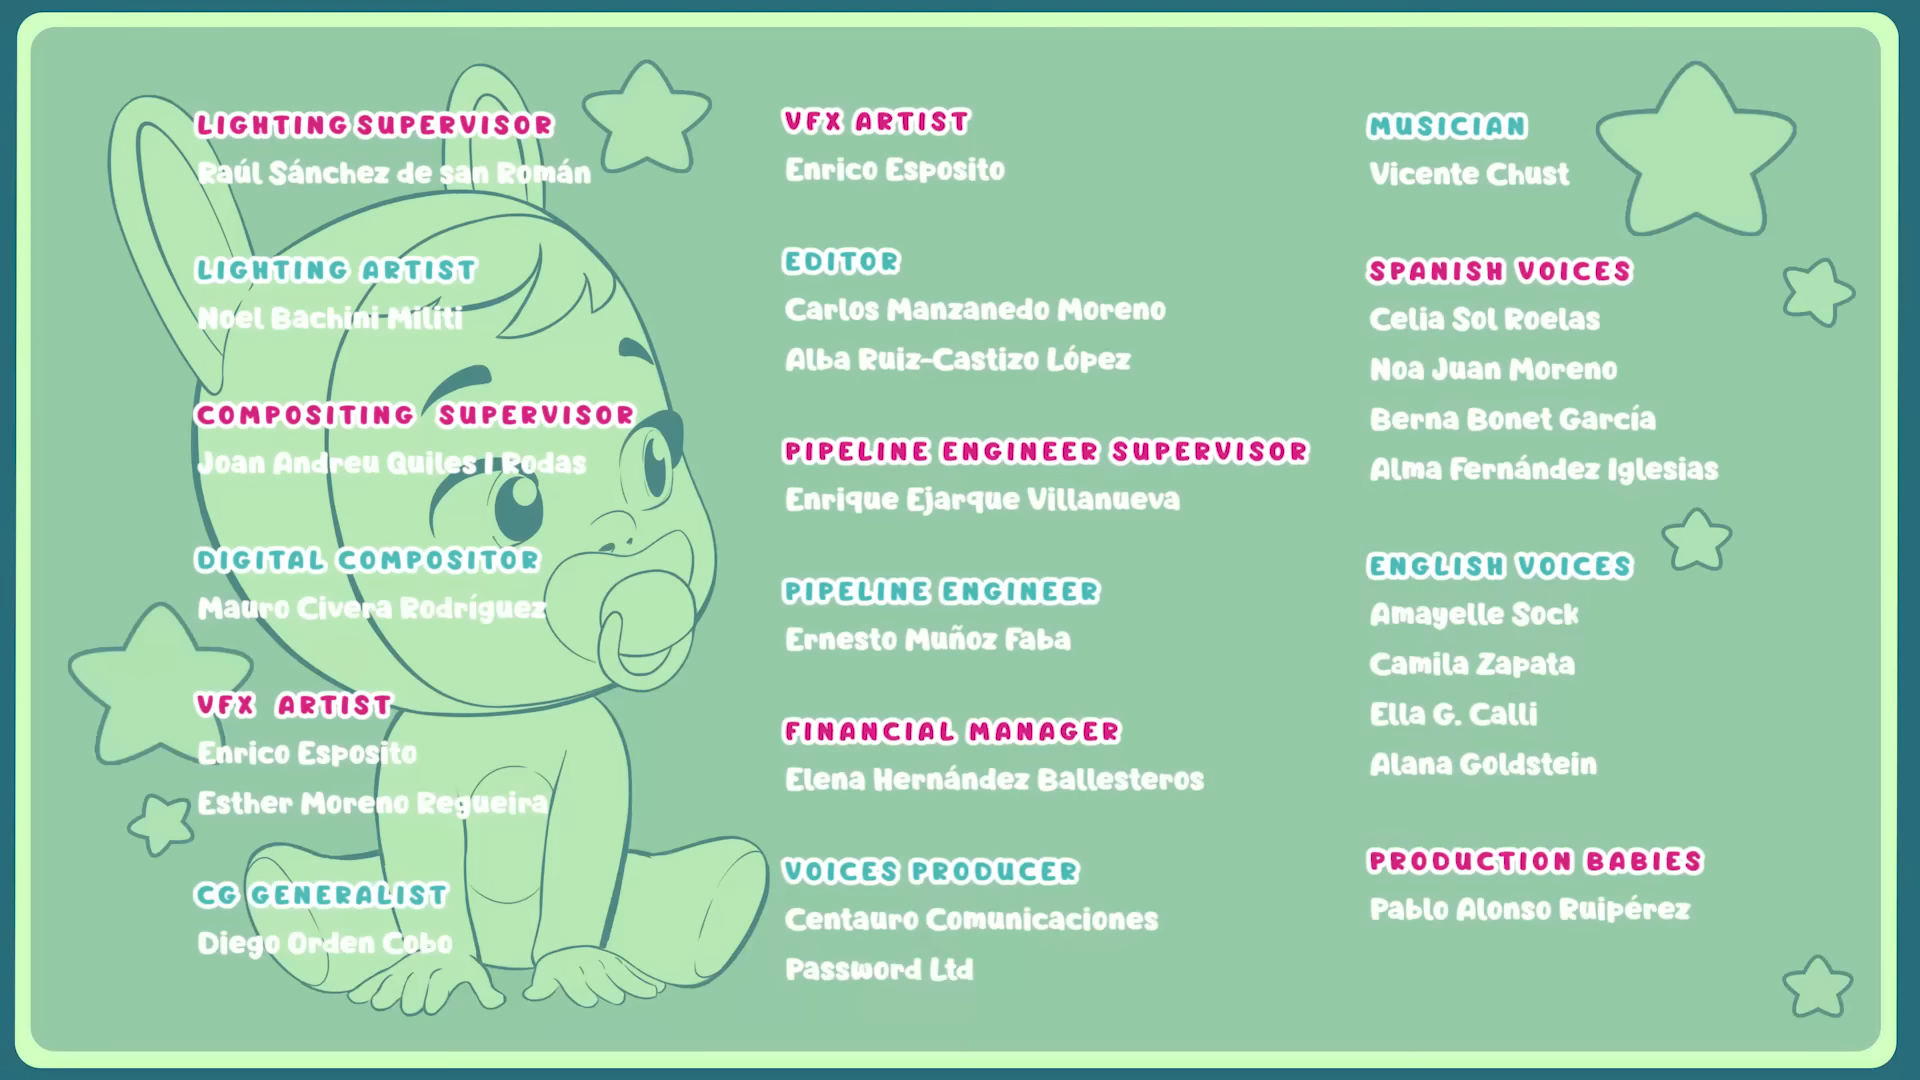 LIGHTING SUPERVISOR
Raúl Sánchez de san Román
LIGHTING ARTIST
Noel Bachini Militi
COMPOSITING SUPERVISOR
Joan Andreu Quiles I Rodas
DIGITAL COMPOSITOR
Mauro Civera Rodríguez
VFX ARTIST
Enrico Esposito
Esther Moreno Regueira
CG GENERALIST
Diego Orden Cobo
VFX ARTIST
Enrico Esposito
EDITOR
Carlos Manzanedo Moreno
Alba Ruiz-Castizo López
PIPELINE ENGINEER SUPERVISOR
Enrique Ejarque Villanueva
PIPELINE ENGINEER
Ernesto Muñoz Faba
FINANCIAL MANAGER
Elena Hernández Ballesteros
VOICES PRODUCER
Centauro Comunicaciones
Password Ltd
MUSICIAN
Vicente Chust
SPANISH VOICES
Celia Sol Roelas
Noa Juan Moreno
Berna Bonet García
Alma Fernández Iglesias
ENGLISH VOICES
Amayelle Sock
Camila Zapata
Ella G. Calli
Alana Goldstein
PRODUCTION BABIES
Pablo Alonso Ruipérez